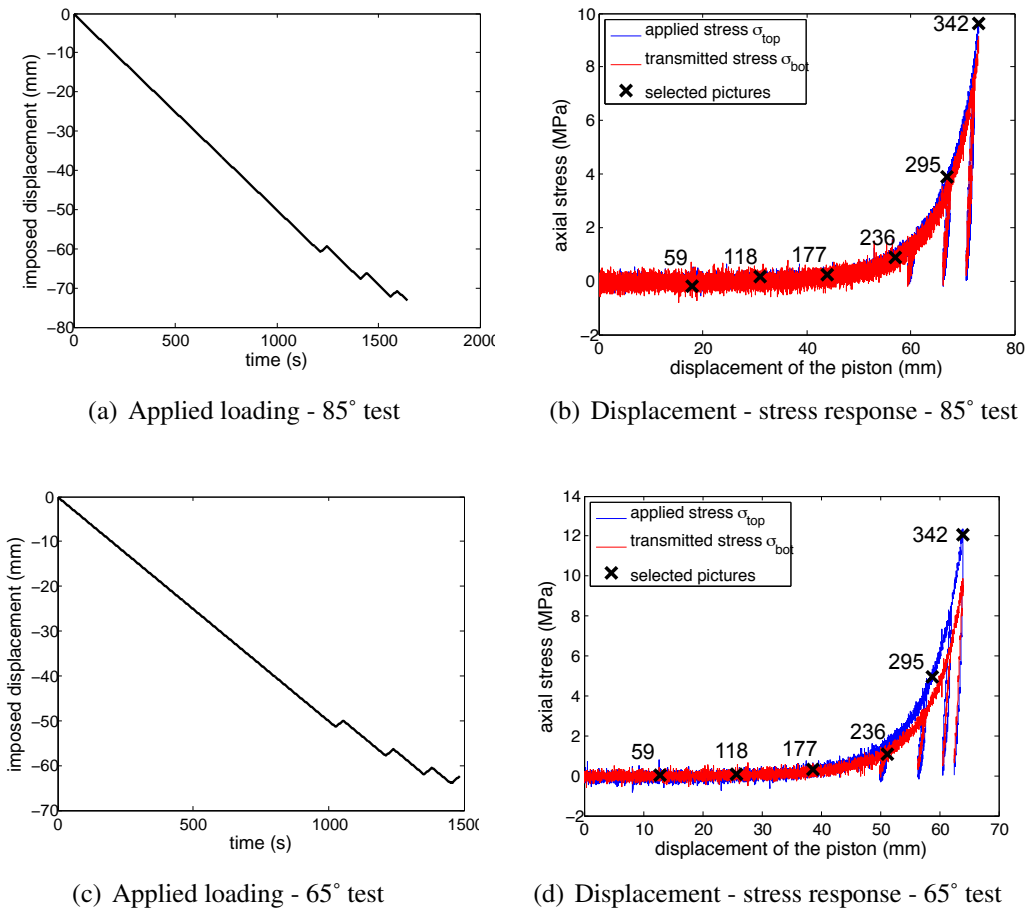 0
−10
−20
−30
−40
−50
−60
−70
−80
0 500 1000 1500 2000
imposed displacement (mm)
time (s)
(a) Applied loading - 85˚ test
10
8
6
4
2
0
−2
0 20 40 60 80
axial stress (MPa)
displacement of the piston (mm)
applied stress σtop
transmitted stress σbot
selected pictures
59
118
177
236
295
342
(b) Displacement - stress response - 85˚ test
0
−10
−20
−30
−40
−50
−60
−70
0 500 1000 1500
imposed displacement (mm)
time (s)
(c) Applied loading - 65˚ test
14
12
10
8
6
4
2
0
−2
0 10 20 30 40 50 60 70
axial stress (MPa)
displacement of the piston (mm)
applied stress σtop
transmitted stress σbot
selected pictures
59
118
177
236
295
342
(d) Displacement - stress response - 65˚ test